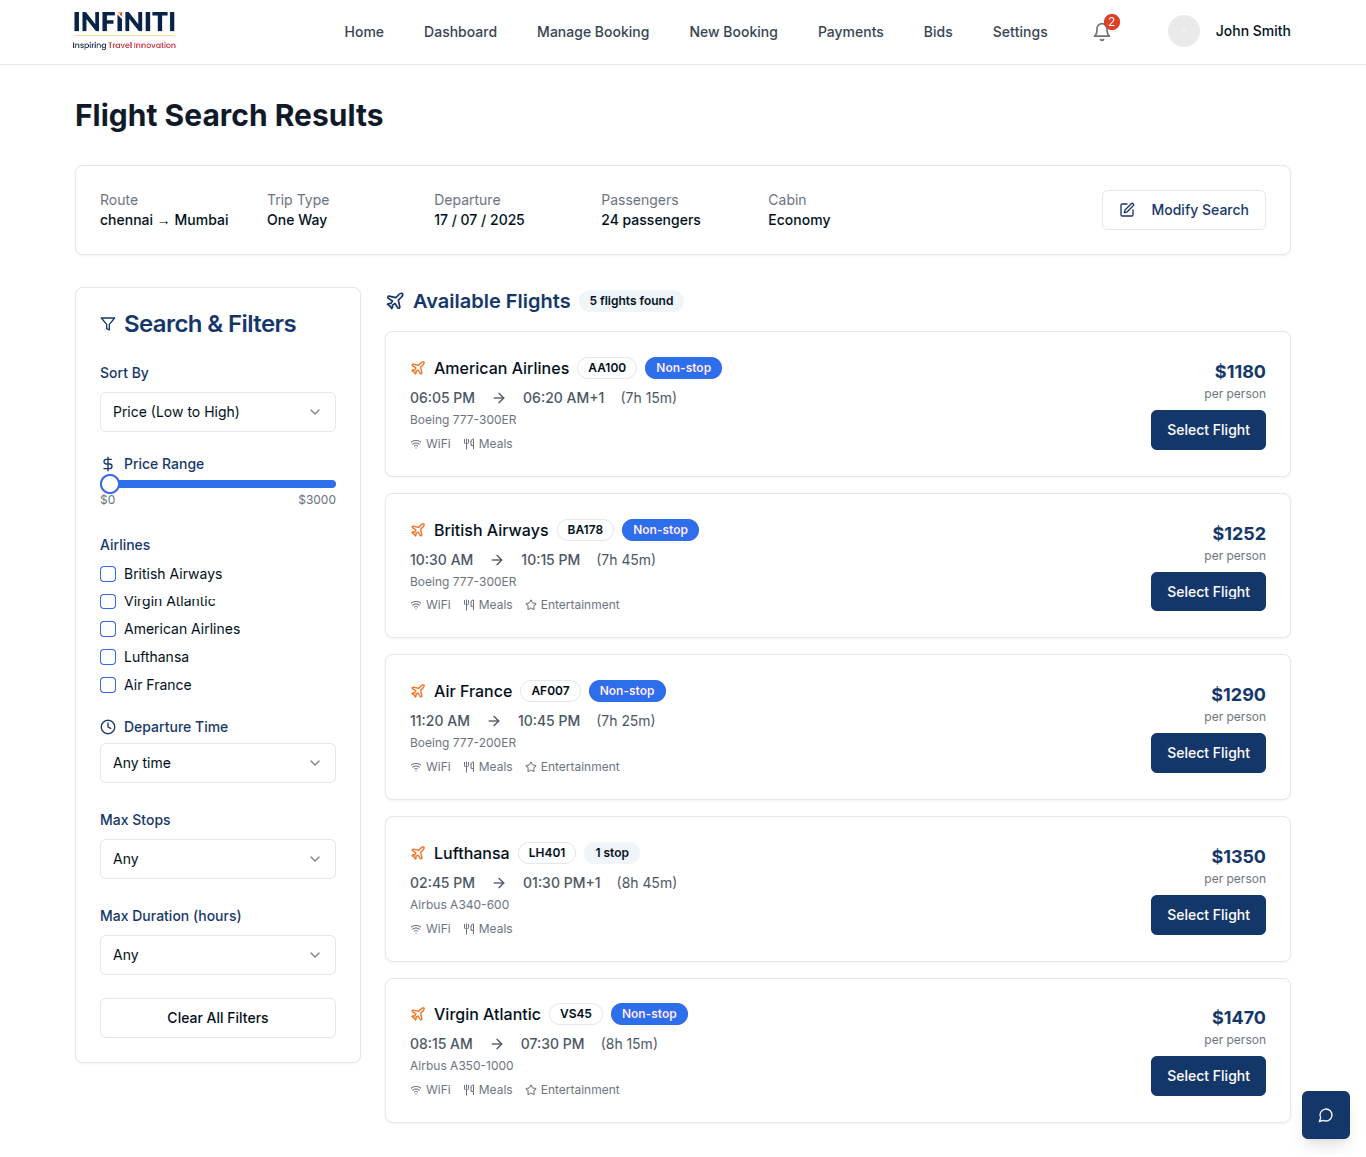 INFINITI
Inspiring Travel Innovation
Home
Dashboard
Manage Booking
New Booking
Payments
Bids
Settings
2
John Smith
Flight Search Results
Route
chennai → Mumbai
Trip Type
One Way
Departure
17 / 07 / 2025
Passengers
24 passengers
Cabin
Economy
Modify Search
Search & Filters
Sort By
Price (Low to High)
Price Range
$0
$3000
Airlines
British Airways
Virgin Atlantic
American Airlines
Lufthansa
Air France
Departure Time
Any time
Max Stops
Any
Max Duration (hours)
Any
Clear All Filters
Available Flights
5 flights found
American Airlines AA100 Non-stop
06:05 PM → 06:20 AM+1 (7h 15m)
Boeing 777-300ER
WiFi Meals
$1180
per person
Select Flight
British Airways BA178 Non-stop
10:30 AM → 10:15 PM (7h 45m)
Boeing 777-300ER
WiFi Meals Entertainment
$1252
per person
Select Flight
Air France AF007 Non-stop
11:20 AM → 10:45 PM (7h 25m)
Boeing 777-200ER
WiFi Meals Entertainment
$1290
per person
Select Flight
Lufthansa LH401 1 stop
02:45 PM → 01:30 PM+1 (8h 45m)
Airbus A340-600
WiFi Meals
$1350
per person
Select Flight
Virgin Atlantic VS45 Non-stop
08:15 AM → 07:30 PM (8h 15m)
Airbus A350-1000
WiFi Meals Entertainment
$1470
per person
Select Flight